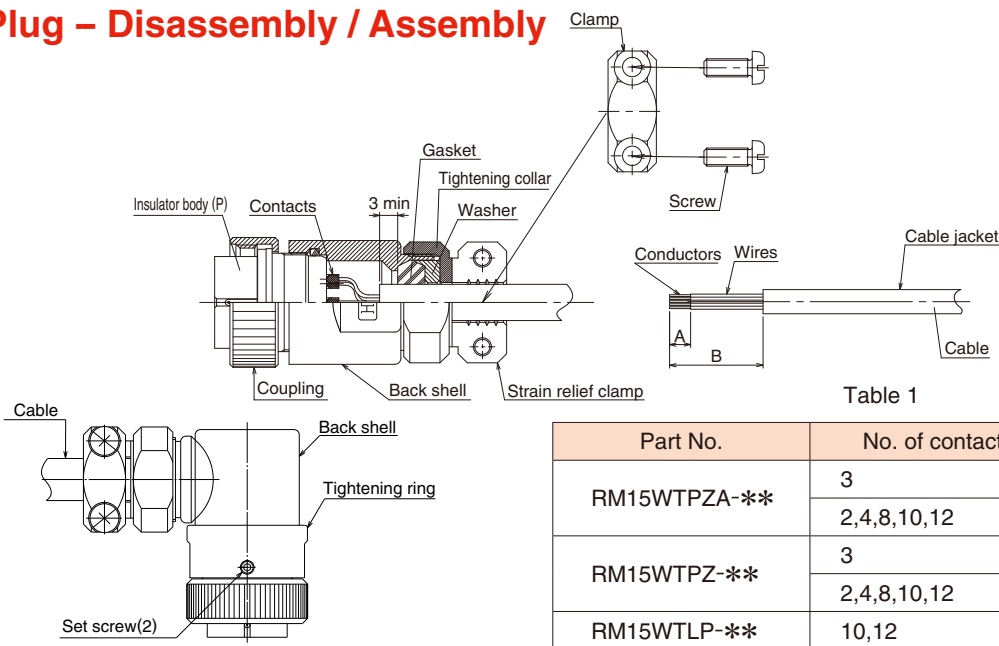 Plug – Disassembly / Assembly
Clamp
Screw
Gasket
Tightening collar
Washer
3 min
Insulator body (P)
Contacts
Coupling
Back shell
Strain relief clamp
H
Conductors
Wires
Cable jacket
A
B
Cable
Cable
Back shell
Tightening ring
Set screw(2)
Table 1
Part No. No. of contact
RM15WTPZA-** 3
2,4,8,10,12
RM15WTPZ-** 3
2,4,8,10,12
RM15WTLP-** 10,12